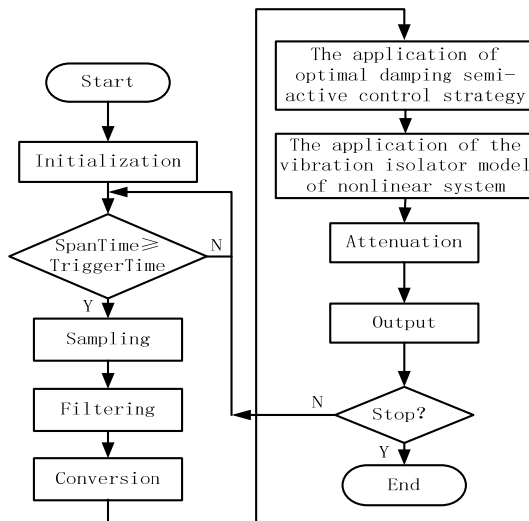 Start
Initialization
SpanTime≥
TriggerTime
N
Y
Sampling
Filtering
Conversion
The application of
optimal damping semi-
active control strategy
The application of the
vibration isolator model
of nonlinear system
Attenuation
Output
Stop?
N
Y
End